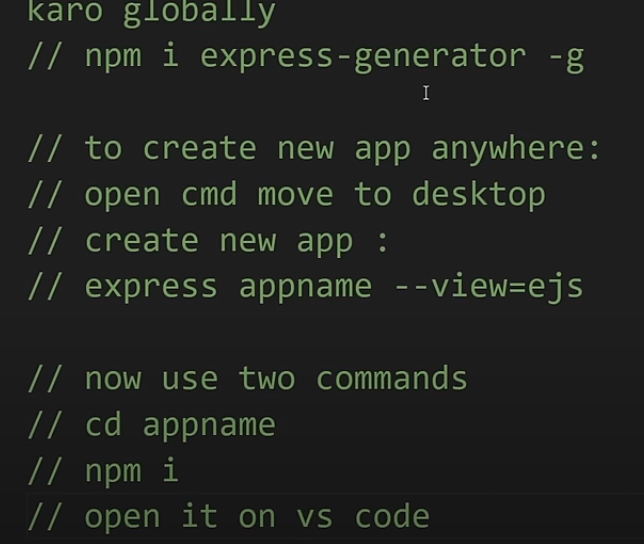 karo globally
// npm i express-generator -g
// to create new app anywhere:
// open cmd move to desktop
// create new app :
// express appname --view=ejs
// now use two commands
// cd appname
// npm i
// open it on vs code